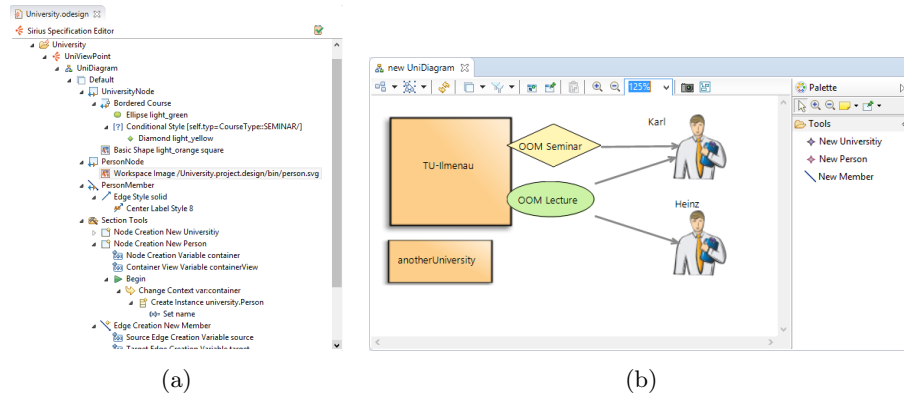 University.odesign
Sirius Specification Editor
University
UniViewPoint
UniDiagram
Default
UniversityNode
Bordered Course
Ellipse light_green
[?] Conditional Style [self.typ=CourseType::SEMINAR/]
Diamond light_yellow
Basic Shape light_orange square
PersonNode
Workspace Image /University.project.design/bin/person.svg
PersonMember
Edge Style solid
Center Label Style 8
Section Tools
Node Creation New Universitiy
Node Creation New Person
Node Creation Variable container
Container View Variable containerView
Begin
Change Context var:container
Create Instance university.Person
Set name
Edge Creation New Member
Source Edge Creation Variable source
Target Edge Creation Variable target
(a)
new UniDiagram
125%
Palette
Tools
New Universitiy
New Person
New Member
Karl
OOM Seminar
TU-Ilmenau
OOM Lecture
Heinz
anotherUniversity
(b)